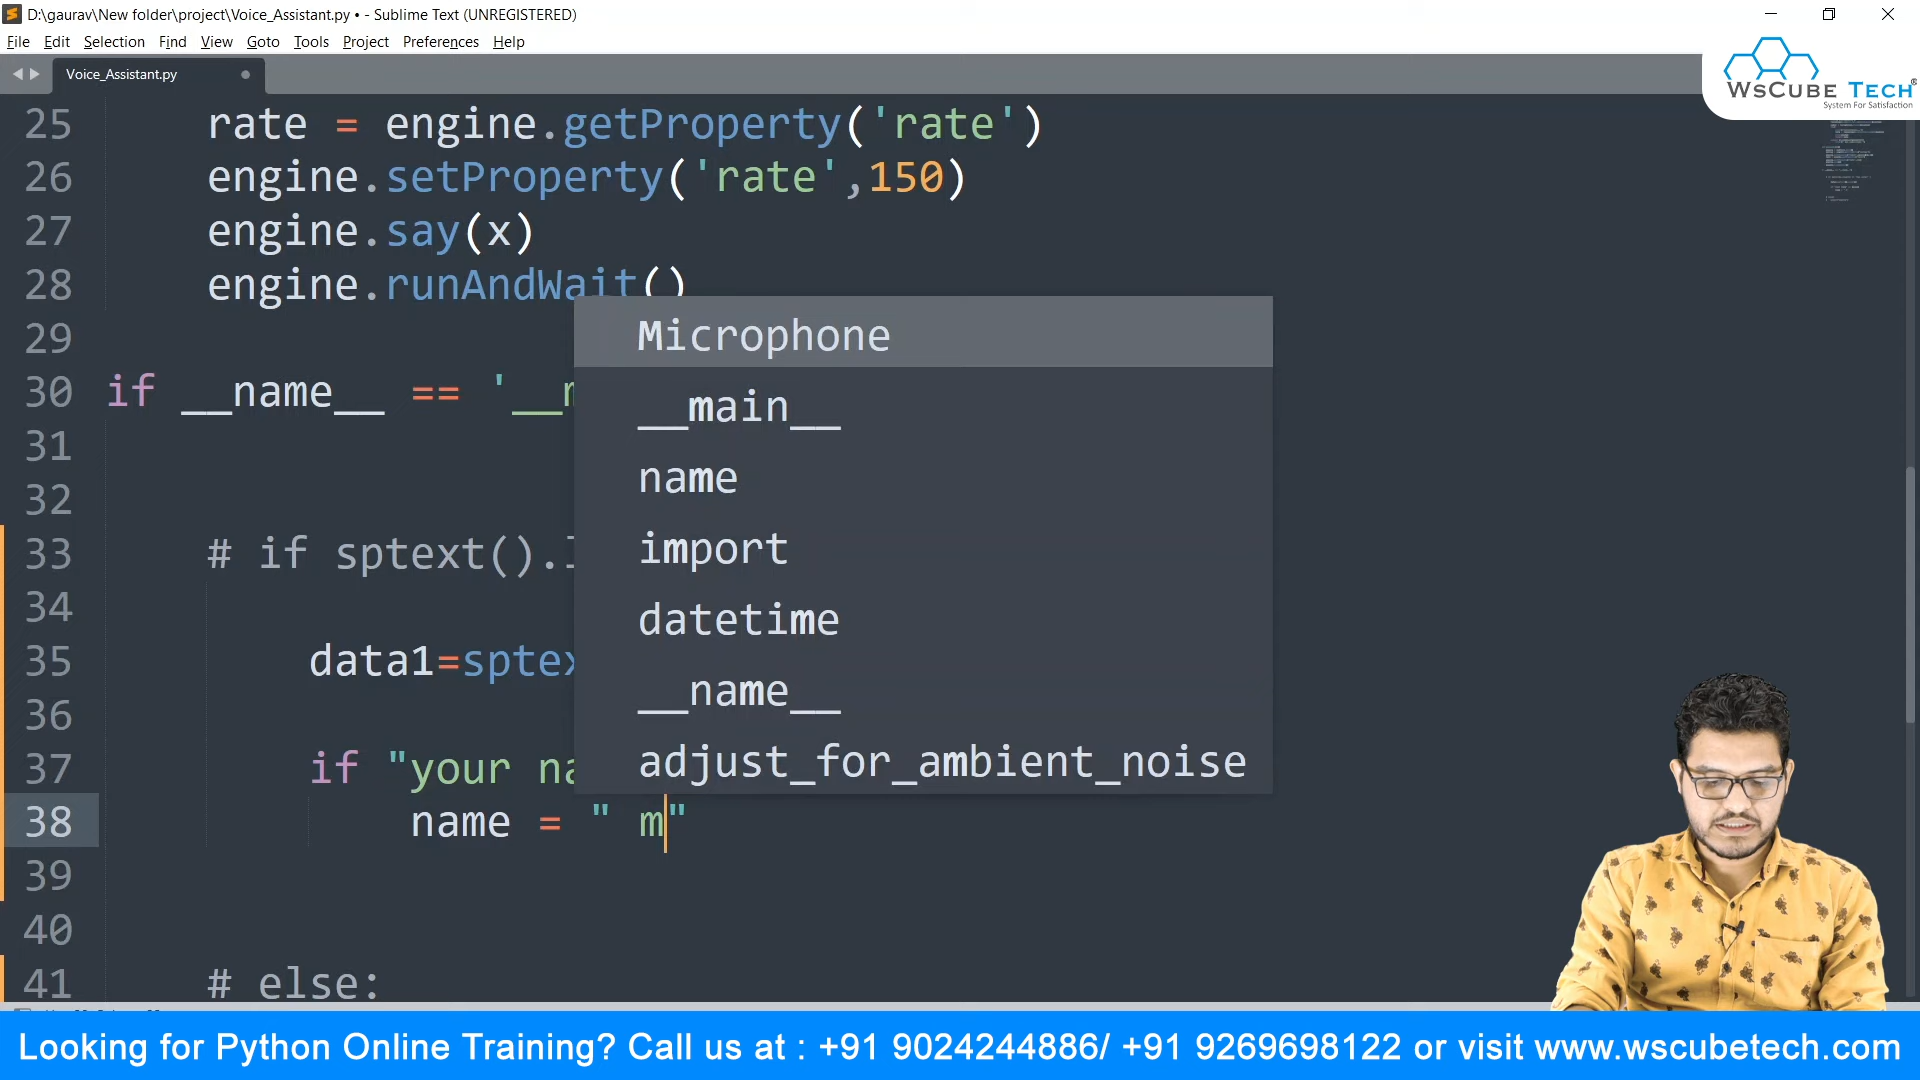 D:\gaurav\New folder\project\Voice_Assistant.py • - Sublime Text (UNREGISTERED)
File Edit Selection Find View Goto Tools Project Preferences Help
Voice_Assistant.py
WsCube Tech®
System For Satisfaction
25 rate = engine.getProperty('rate')
26 engine.setProperty('rate',150)
27 engine.say(x)
28 engine.runAndWait()
29
Microphone
30 if __name__ == '__m
__main__
31
name
32
import
33 # if sptext().l
34
datetime
35 data1=sptex
__name__
36
37 if "your na
adjust_for_ambient_noise
38 name = " m"
39
40
41 # else:
Looking for Python Online Training? Call us at : +91 9024244886/ +91 9269698122 or visit www.wscubetech.com